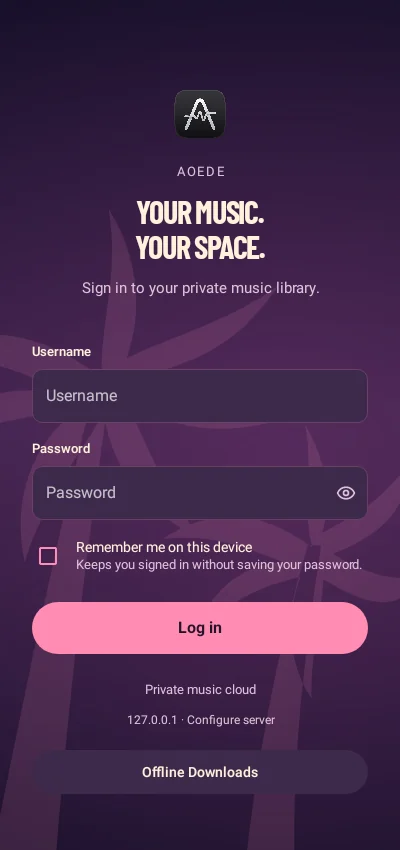 AOEDE
YOUR MUSIC.
YOUR SPACE.
Sign in to your private music library.
Username
Username
Password
Password
Remember me on this device
Keeps you signed in without saving your password.
Log in
Private music cloud
127.0.0.1 · Configure server
Offline Downloads